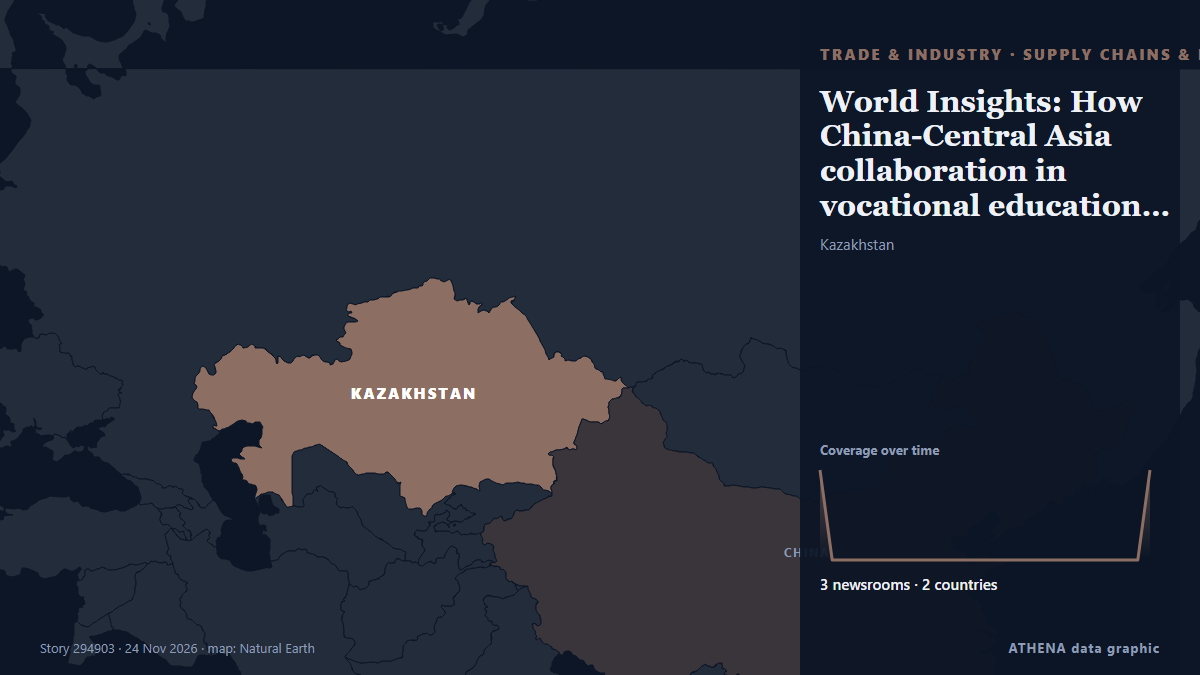 TRADE & INDUSTRY · SUPPLY CHAINS &
World Insights: How
China-Central Asia
collaboration in
vocational education...
Kazakhstan
KAZAKHSTAN
Coverage over time
CHINA
3 newsrooms · 2 countries
Story 294903 · 24 Nov 2026 · map: Natural Earth
ATHENA data graphic